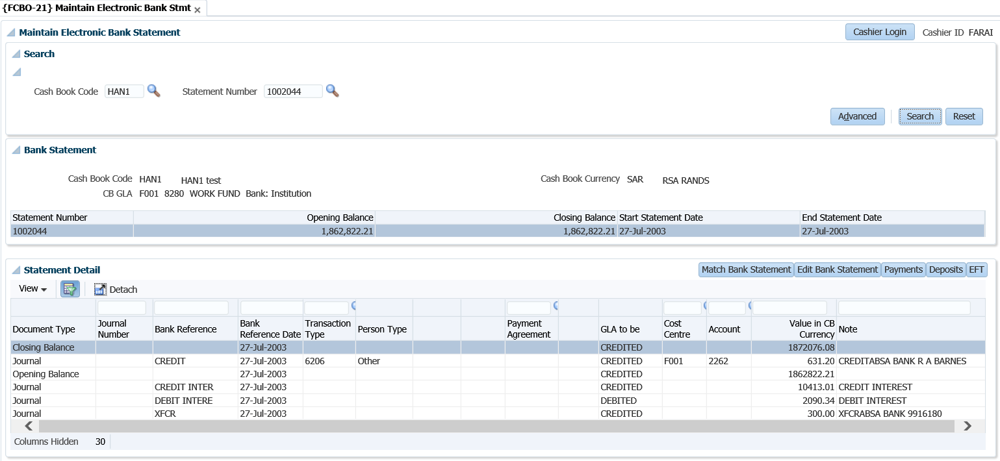 {FCBO-21} Maintain Electronic Bank Stmt ×
Maintain Electronic Bank Statement Cashier Login Cashier ID FARAI
Search
Cash Book Code HAN1 Statement Number 1002044
Advanced Search Reset
Bank Statement
Cash Book Code HAN1 HAN1 test Cash Book Currency SAR RSA RANDS
CB GLA F001 8280 WORK FUND Bank: Institution
Statement Number Opening Balance Closing Balance Start Statement Date End Statement Date
1002044 1,862,822.21 1,862,822.21 27-Jul-2003 27-Jul-2003
Statement Detail Match Bank Statement Edit Bank Statement Payments Deposits EFT
View Detach
Document Type Journal Number Bank Reference Bank Reference Date Transaction Type Person Type Payment Agreement GLA to be Cost Centre Account Value in CB Currency Note
Closing Balance 27-Jul-2003 CREDITED 1872076.08
Journal CREDIT 27-Jul-2003 6206 Other CREDITED F001 2262 631.20 CREDITABSA BANK R A BARNES
Opening Balance 27-Jul-2003 CREDITED 1862822.21
Journal CREDIT INTER 27-Jul-2003 CREDITED 10413.01 CREDIT INTEREST
Journal DEBIT INTERE 27-Jul-2003 DEBITED 2090.34 DEBIT INTEREST
Journal XFCR 27-Jul-2003 CREDITED 300.00 XFCRABSA BANK 9916180
Columns Hidden 30